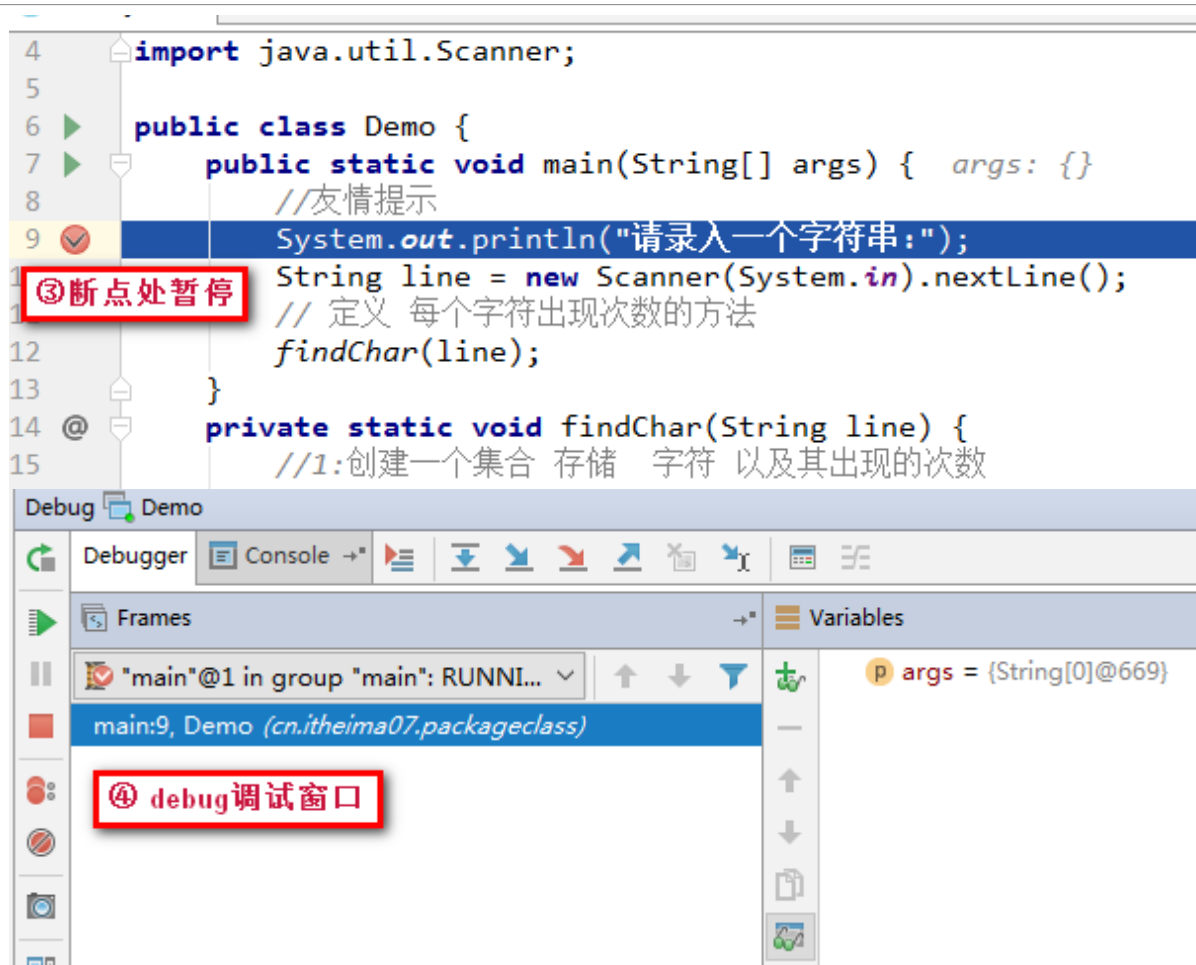 4 import java.util.Scanner;
5
6 public class Demo {
7 public static void main(String[] args) { args: {}
8 //友情提示
9 System.out.println("请录入一个字符串:");
String line = new Scanner(System.in).nextLine();
③断点处暂停
// 定义 每个字符出现次数的方法
12 findChar(line);
13 }
14 @ private static void findChar(String line) {
15 //1:创建一个集合 存储 字符 以及其出现的次数
Debug Demo
Debugger Console
Frames Variables
"main"@1 in group "main": RUNNI... p args = {String[0]@669}
main:9, Demo (cn.itheima07.packageclass)
④ debug调试窗口